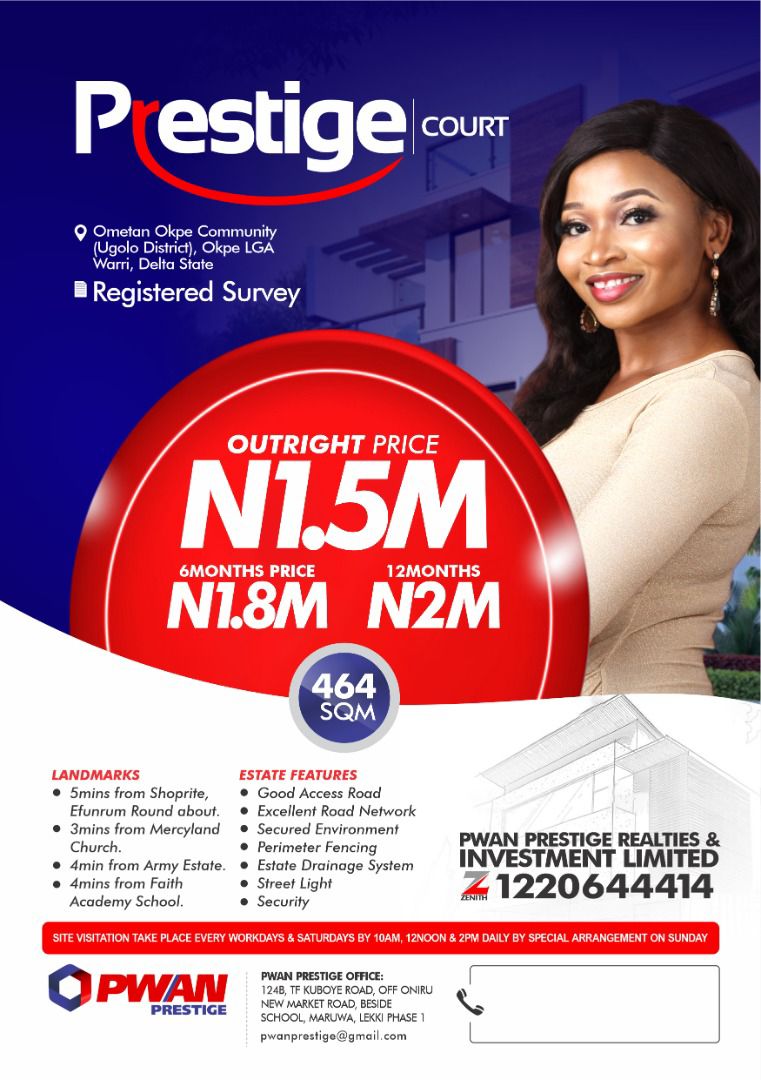 Prestige COURT
Ometan Okpe Community
(Ugolo District), Okpe LGA
Warri, Delta State
Registered Survey
OUTRIGHT PRICE
N1.5M
6MONTHS PRICE
N1.8M
12MONTHS
N2M
464
SQM
LANDMARKS
• 5mins from Shoprite,
Efunrum Round about.
• 3mins from Mercyland
Church.
• 4min from Army Estate.
• 4mins from Faith
Academy School.
ESTATE FEATURES
• Good Access Road
• Excellent Road Network
• Secured Environment
• Perimeter Fencing
• Estate Drainage System
• Street Light
• Security
PWAN PRESTIGE REALTIES &
INVESTMENT LIMITED
ZENITH 1220644414
SITE VISITATION TAKE PLACE EVERY WORKDAYS & SATURDAYS BY 10AM, 12NOON & 2PM DAILY BY SPECIAL ARRANGEMENT ON SUNDAY
PWAN
PRESTIGE
PWAN PRESTIGE OFFICE:
124B, TF KUBOYE ROAD, OFF ONIRU
NEW MARKET ROAD, BESIDE
SCHOOL, MARUWA, LEKKI PHASE 1
pwanprestige@gmail.com